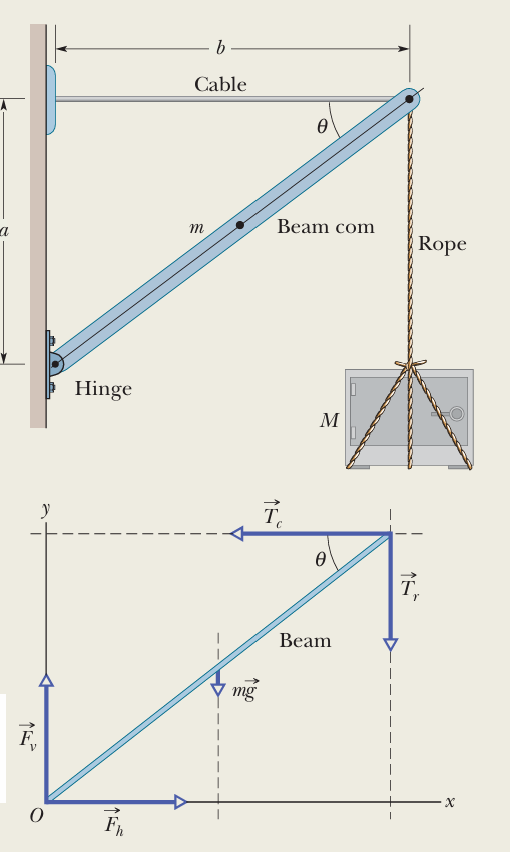 b
Cable
θ
a
m
Beam com
Rope
Hinge
M
y
T⃗c
θ
T⃗r
Beam
mg⃗
F⃗v
O
F⃗h
x